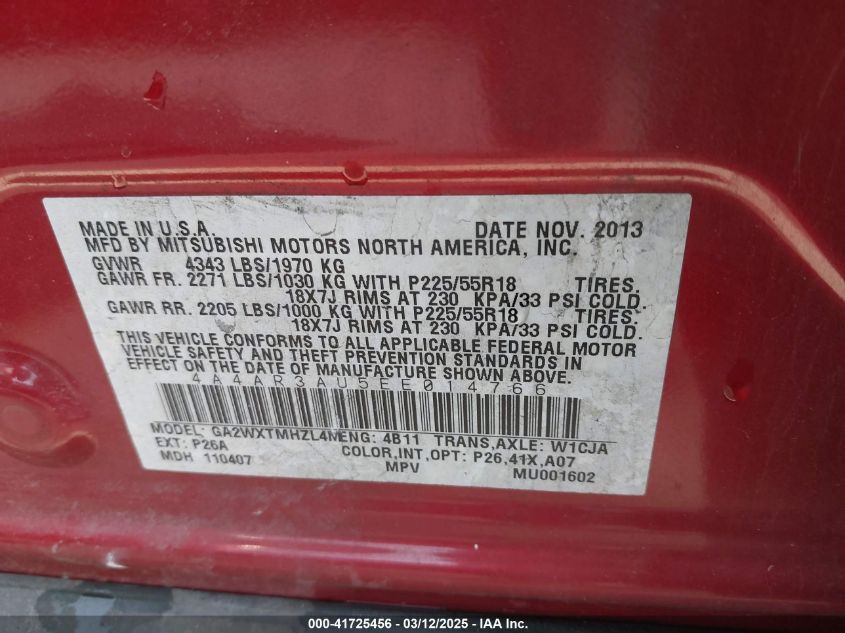 MADE IN U.S.A. DATE NOV. 2013
MFD BY MITSUBISHI MOTORS NORTH AMERICA, INC.
GVWR 4343 LBS/1970 KG
GAWR FR. 2271 LBS/1030 KG WITH P225/55R18 TIRES.
18X7J RIMS AT 230 KPA/33 PSI COLD.
GAWR RR. 2205 LBS/1000 KG WITH P225/55R18 TIRES.
18X7J RIMS AT 230 KPA/33 PSI COLD.
THIS VEHICLE CONFORMS TO ALL APPLICABLE FEDERAL MOTOR
VEHICLE SAFETY AND THEFT PREVENTION STANDARDS IN
EFFECT ON THE DATE OF MANUFACTURE SHOWN ABOVE.
4A4AR3AU5EE014766
MODEL: GA2WXTMHZL4MENG: 4B11 TRANS,AXLE: W1CJA
EXT: P26A COLOR,INT,OPT: P26,41X,A07
MDH 110407 MPV MU001602
000-41725456 - 03/12/2025 - IAAI.COM